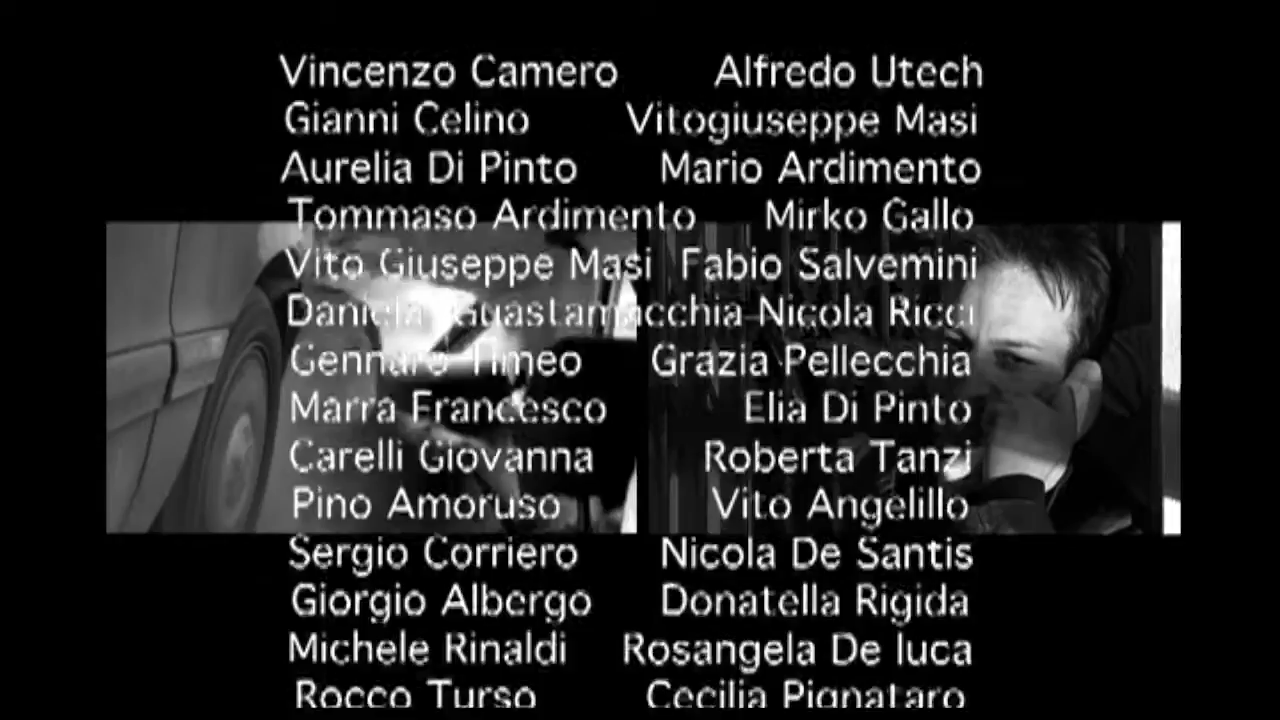 Vincenzo Camero Alfredo Utech
Gianni Celino Vitogiuseppe Masi
Aurelia Di Pinto Mario Ardimento
Tommaso Ardimento Mirko Gallo
Vito Giuseppe Masi Fabio Salvemini
Daniela Guastamacchia Nicola Ricci
Gennaro Timeo Grazia Pellecchia
Marra Francesco Elia Di Pinto
Carelli Giovanna Roberta Tanzi
Pino Amoruso Vito Angelillo
Sergio Corriero Nicola De Santis
Giorgio Albergo Donatella Rigida
Michele Rinaldi Rosangela De luca
Rocco Turso Cecilia Pignataro